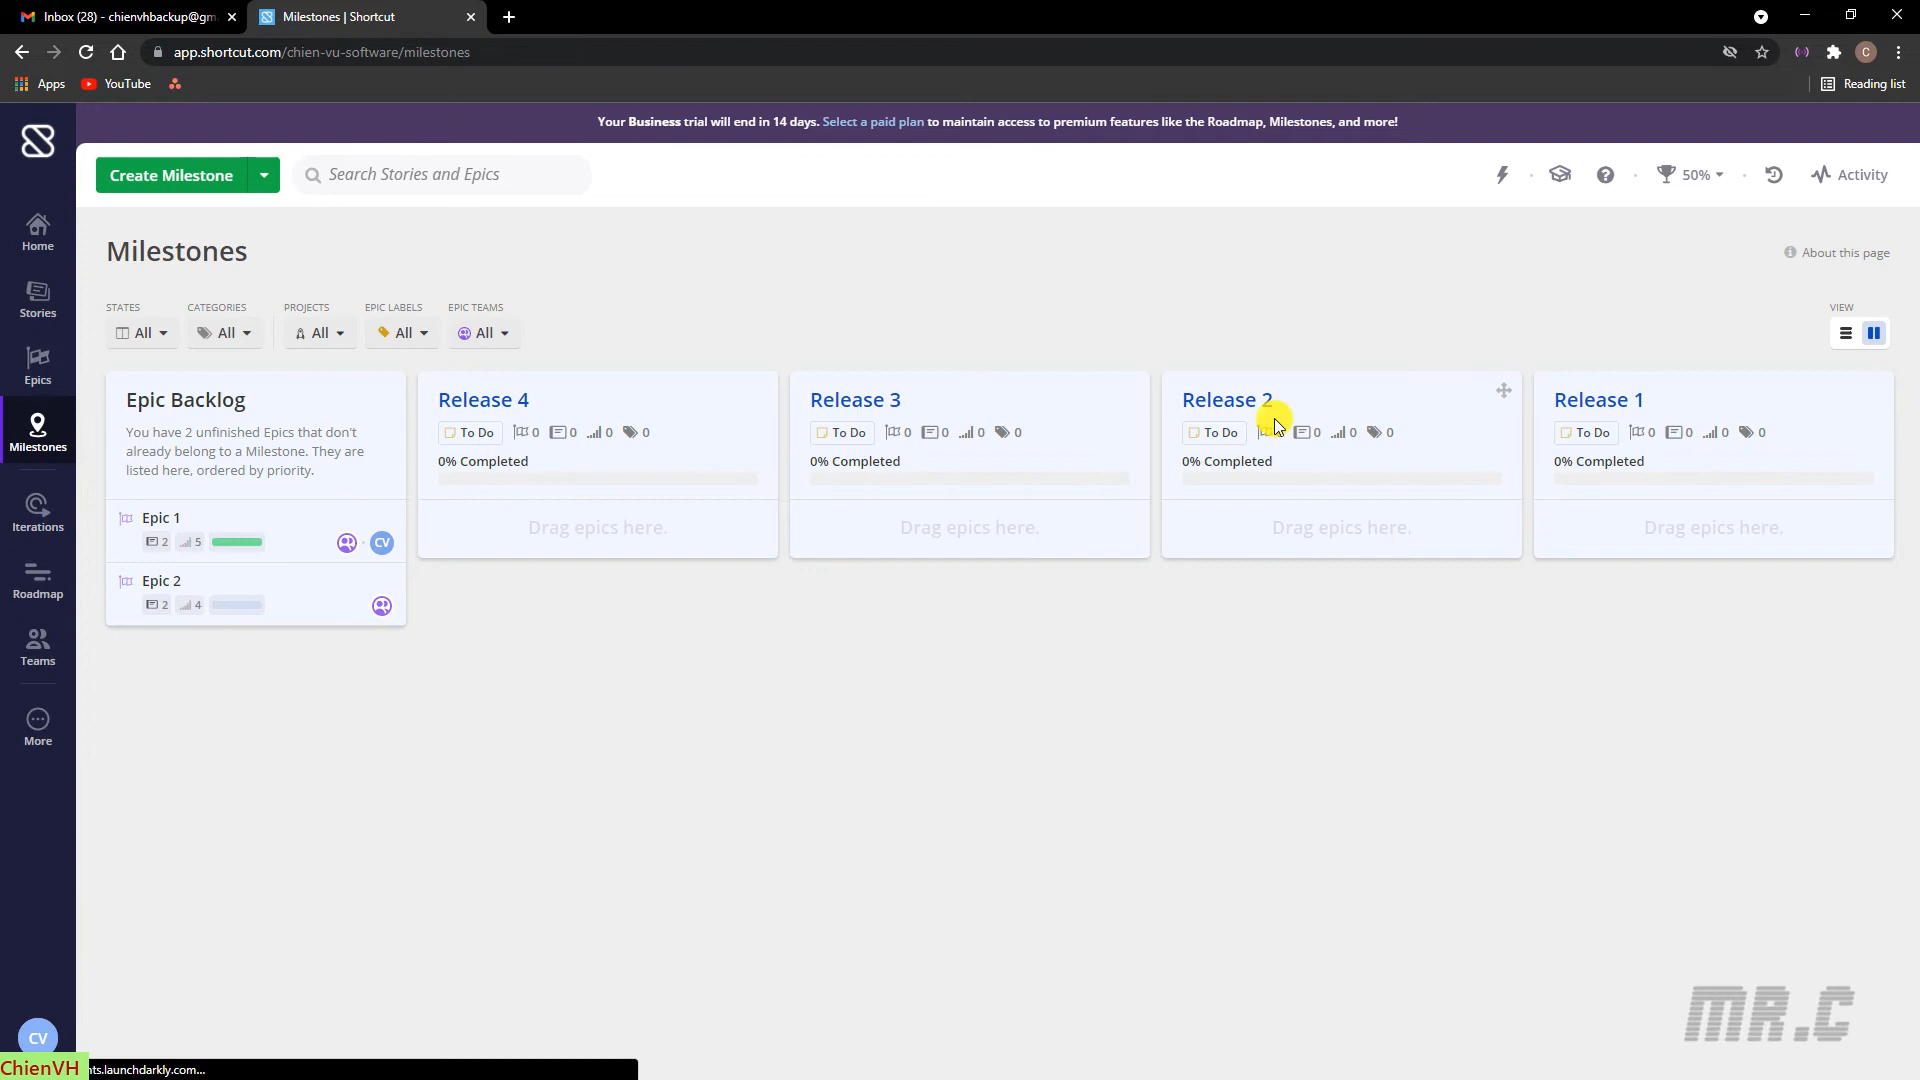 Inbox (28) - chienvhbackup@gm
Milestones | Shortcut
app.shortcut.com/chien-vu-software/milestones
Apps
YouTube
Reading list
Your Business trial will end in 14 days. Select a paid plan to maintain access to premium features like the Roadmap, Milestones, and more!
Create Milestone
Search Stories and Epics
50%
Activity
Home
Stories
Epics
Milestones
Iterations
Roadmap
Teams
More
CV
Milestones
About this page
STATES
CATEGORIES
PROJECTS
EPIC LABELS
EPIC TEAMS
VIEW
All
All
All
All
All
Epic Backlog
You have 2 unfinished Epics that don't
already belong to a Milestone. They are
listed here, ordered by priority.
Epic 1
2 5
CV
Epic 2
2 4
Release 4
To Do 0 0 0 0
0% Completed
Drag epics here.
Release 3
To Do 0 0 0 0
0% Completed
Drag epics here.
Release 2
To Do 0 0 0
0% Completed
Drag epics here.
Release 1
To Do 0 0 0 0
0% Completed
Drag epics here.
MR.C
ChienVH
nts.launchdarkly.com...